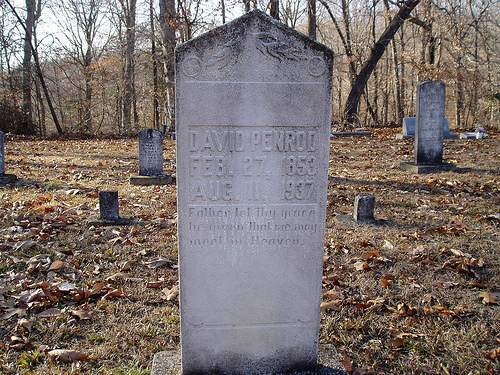 DAVID PENROD
FEB. 27, 1853
AUG. 11, 1937
Father let thy grace
be given that we may
meet in Heaven.